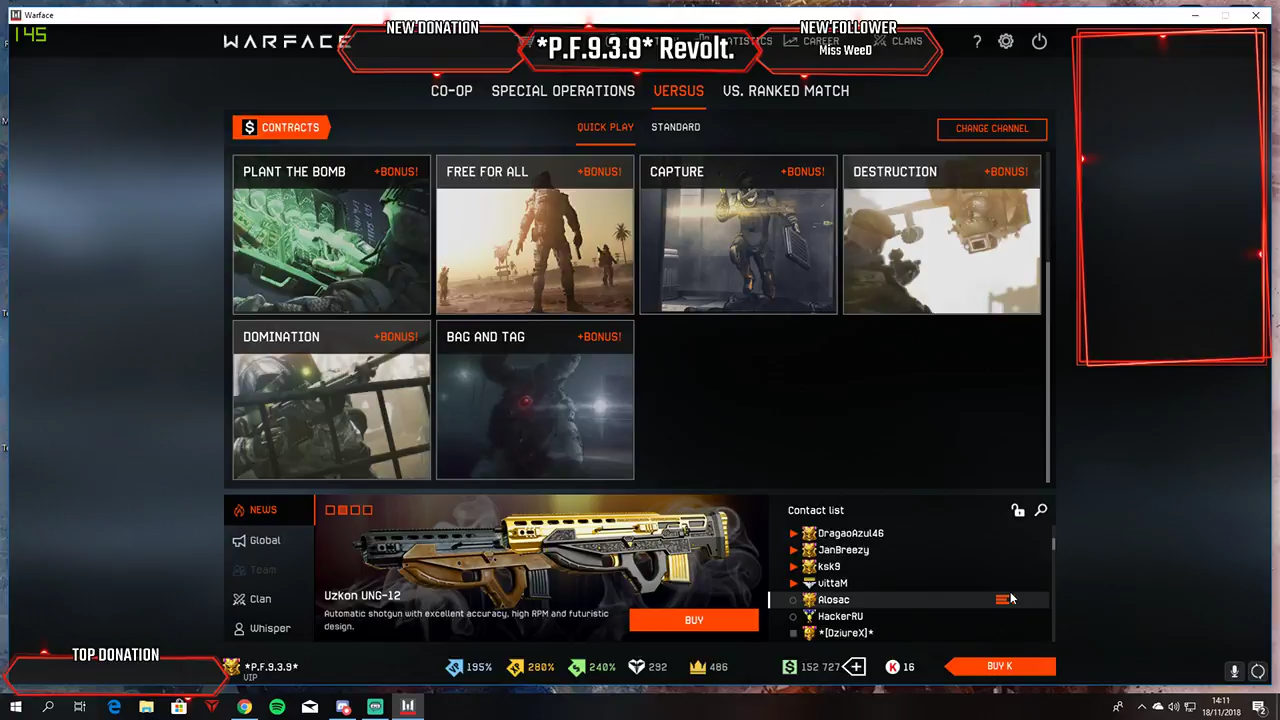 Warface
145
WARFACE
NEW DONATION
*P.F.9.3.9* Revolt.
NEW FOLLOWER
Miss WeeD
CAREER
CLANS
?
CO-OP
SPECIAL OPERATIONS
VERSUS
VS. RANKED MATCH
$ CONTRACTS
QUICK PLAY
STANDARD
CHANGE CHANNEL
PLANT THE BOMB +BONUS!
FREE FOR ALL +BONUS!
CAPTURE +BONUS!
DESTRUCTION +BONUS!
DOMINATION +BONUS!
BAG AND TAG +BONUS!
NEWS
Global
Team
Clan
Whisper
Uzkon UNG-12
Automatic shotgun with excellent accuracy, high RPM and futuristic
design.
BUY
Contact list
DragaoAzul46
JanBreezy
ksk9
vittaM
Alosac
HackerRU
*[DziureX]*
TOP DONATION
*P.F.9.3.9*
VIP
195%
280%
240%
292
486
$ 152 727
K 16
BUY K
14:11
18/11/2018
2